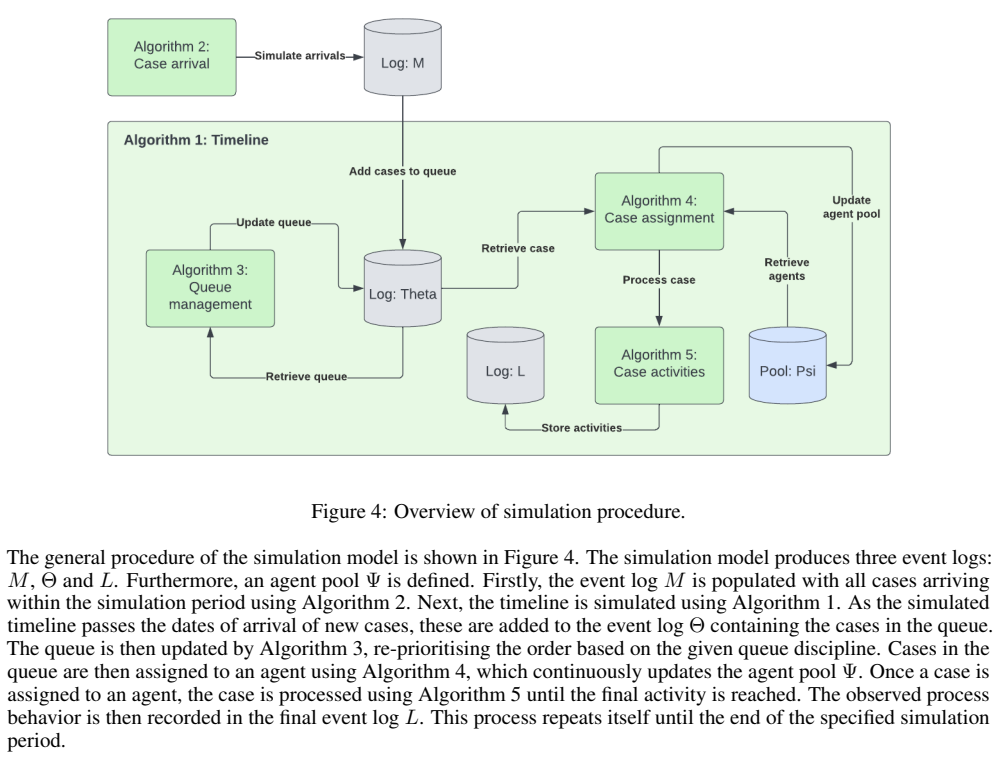 Algorithm 2:
Case arrival
Simulate arrivals
Log: M
Algorithm 1: Timeline
Add cases to queue
Update queue
Algorithm 3:
Queue
management
Log: Theta
Retrieve queue
Retrieve case
Algorithm 4:
Case assignment
Update
agent pool
Retrieve
agents
Process case
Algorithm 5:
Case activities
Log: L
Pool: Psi
Store activities
Figure 4: Overview of simulation procedure.
The general procedure of the simulation model is shown in Figure 4. The simulation model produces three event logs:
M, Θ and L. Furthermore, an agent pool Ψ is defined. Firstly, the event log M is populated with all cases arriving
within the simulation period using Algorithm 2. Next, the timeline is simulated using Algorithm 1. As the simulated
timeline passes the dates of arrival of new cases, these are added to the event log Θ containing the cases in the queue.
The queue is then updated by Algorithm 3, re-prioritising the order based on the given queue discipline. Cases in the
queue are then assigned to an agent using Algorithm 4, which continuously updates the agent pool Ψ. Once a case is
assigned to an agent, the case is processed using Algorithm 5 until the final activity is reached. The observed process
behavior is then recorded in the final event log L. This process repeats itself until the end of the specified simulation
period.